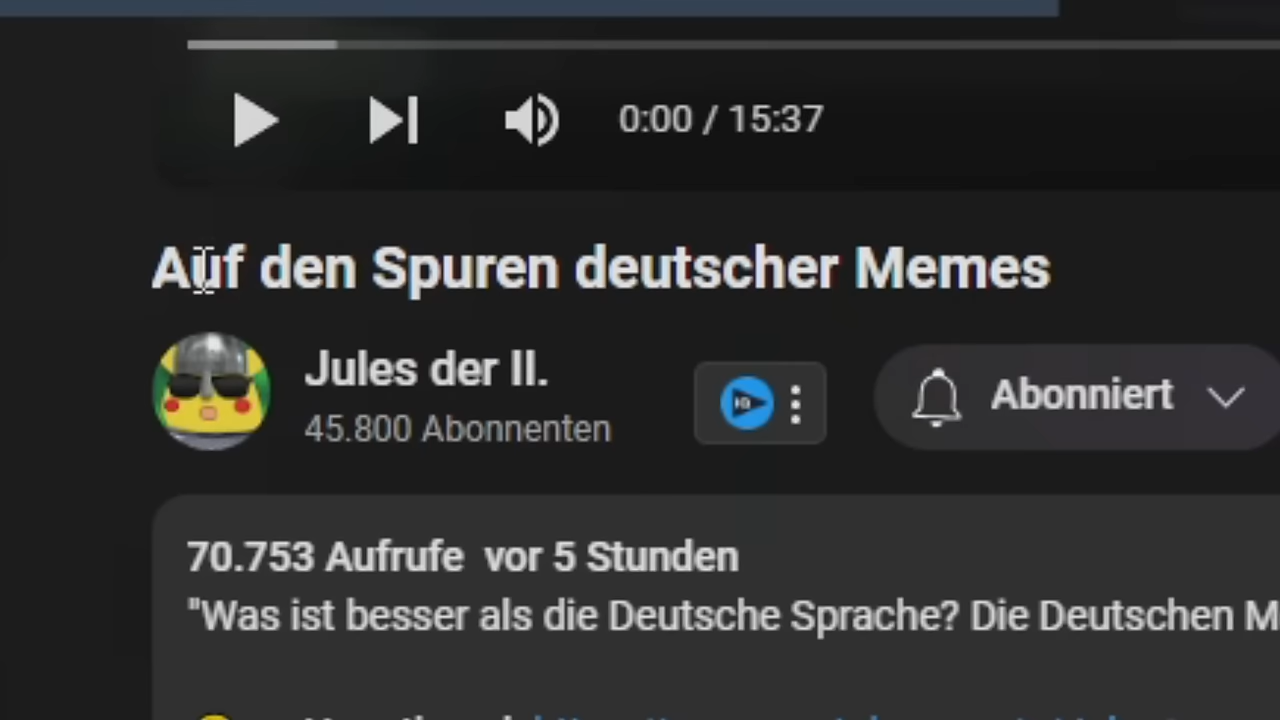 0:00 / 15:37
Auf den Spuren deutscher Memes
Jules der II.
45.800 Abonnenten
Abonniert
70.753 Aufrufe vor 5 Stunden
"Was ist besser als die Deutsche Sprache? Die Deutschen M